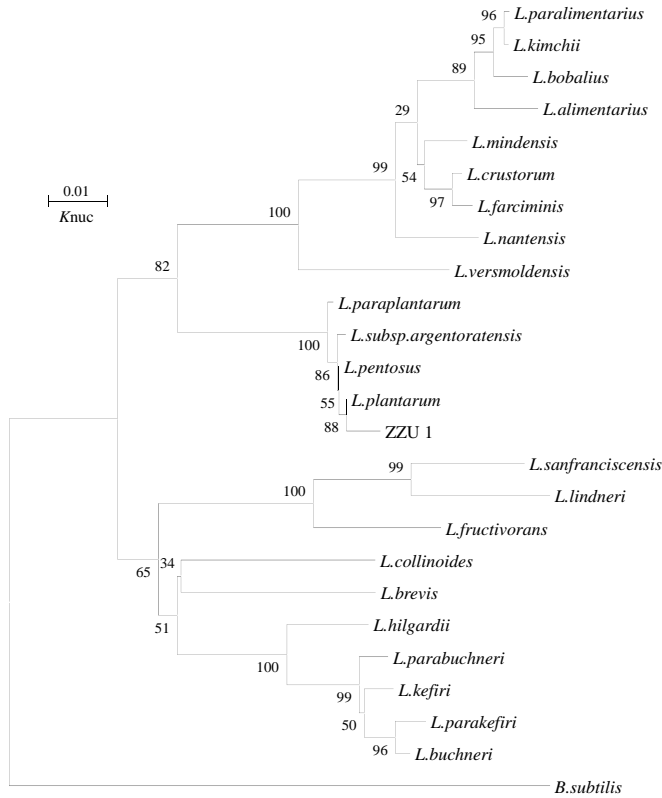 96
L.paralimentarius
95
L.kimchii
89
L.bobalius
29
L.alimentarius
99
L.mindensis
54
L.crustorum
97
L.farciminis
0.01
Knuc
100
L.nantensis
82
L.versmoldensis
L.paraplantarum
100
L.subsp.argentoratensis
86
L.pentosus
55
L.plantarum
88
ZZU 1
99
L.sanfranciscensis
100
L.lindneri
L.fructivorans
65
34
L.collinoides
L.brevis
51
L.hilgardii
100
L.parabuchneri
99
L.kefiri
50
L.parakefiri
96
L.buchneri
B.subtilis